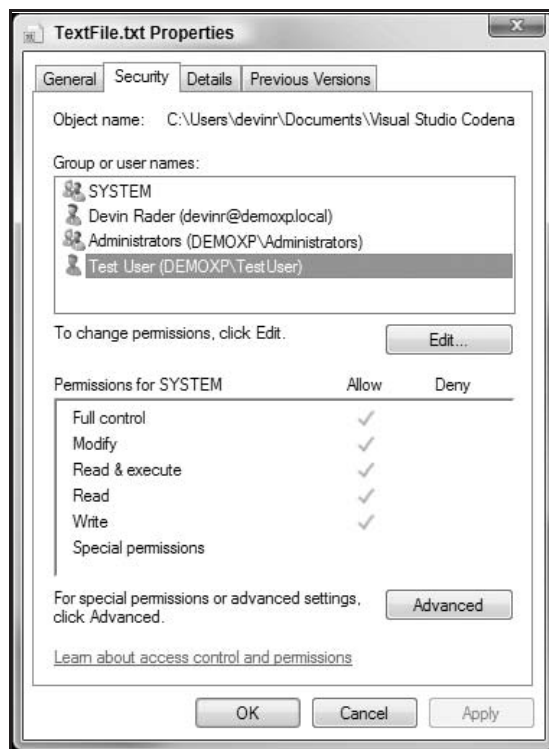 TextFile.txt Properties
General Security Details Previous Versions
Object name: C:\Users\devinr\Documents\Visual Studio Codena
Group or user names:
SYSTEM
Devin Rader (devinr@demoxp.local)
Administrators (DEMOXP\Administrators)
Test User (DEMOXP\TestUser)
To change permissions, click Edit.
Edit...
Permissions for SYSTEM Allow Deny
Full control
Modify
Read & execute
Read
Write
Special permissions
For special permissions or advanced settings,
click Advanced.
Advanced
Learn about access control and permissions
OK Cancel Apply